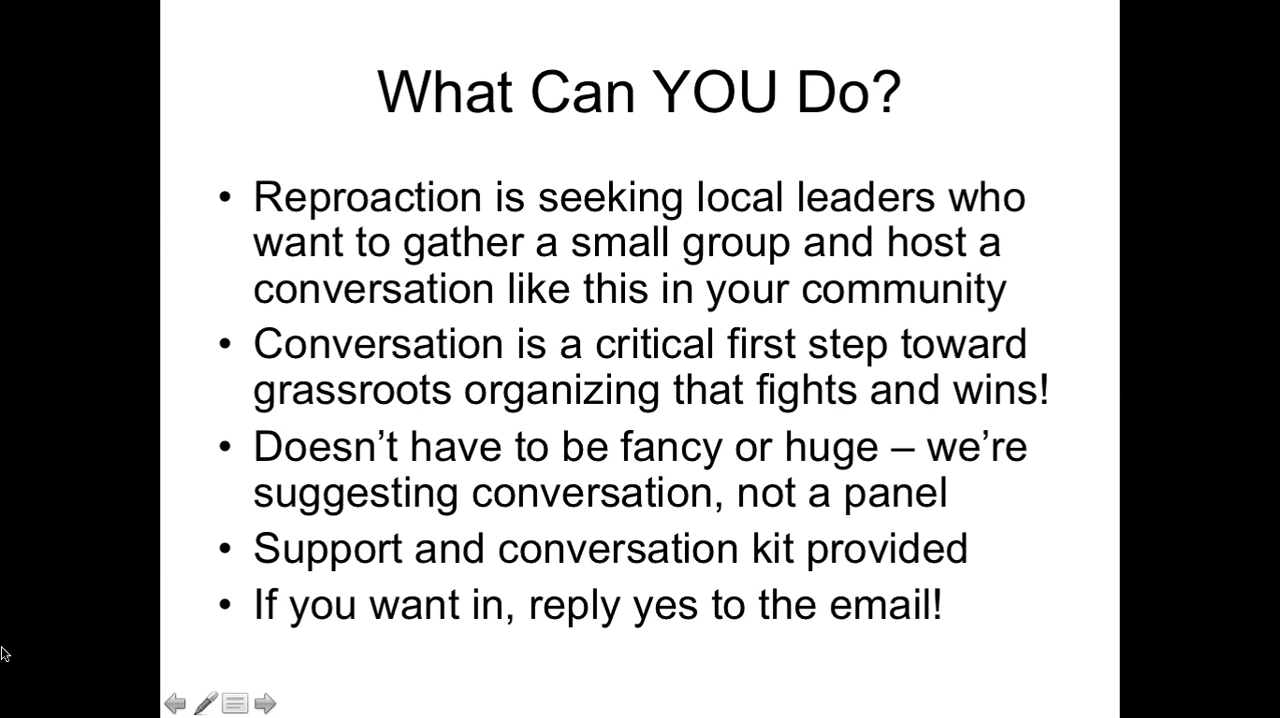 What Can YOU Do?
• Reproaction is seeking local leaders who
want to gather a small group and host a
conversation like this in your community
• Conversation is a critical first step toward
grassroots organizing that fights and wins!
• Doesn’t have to be fancy or huge – we’re
suggesting conversation, not a panel
• Support and conversation kit provided
• If you want in, reply yes to the email!